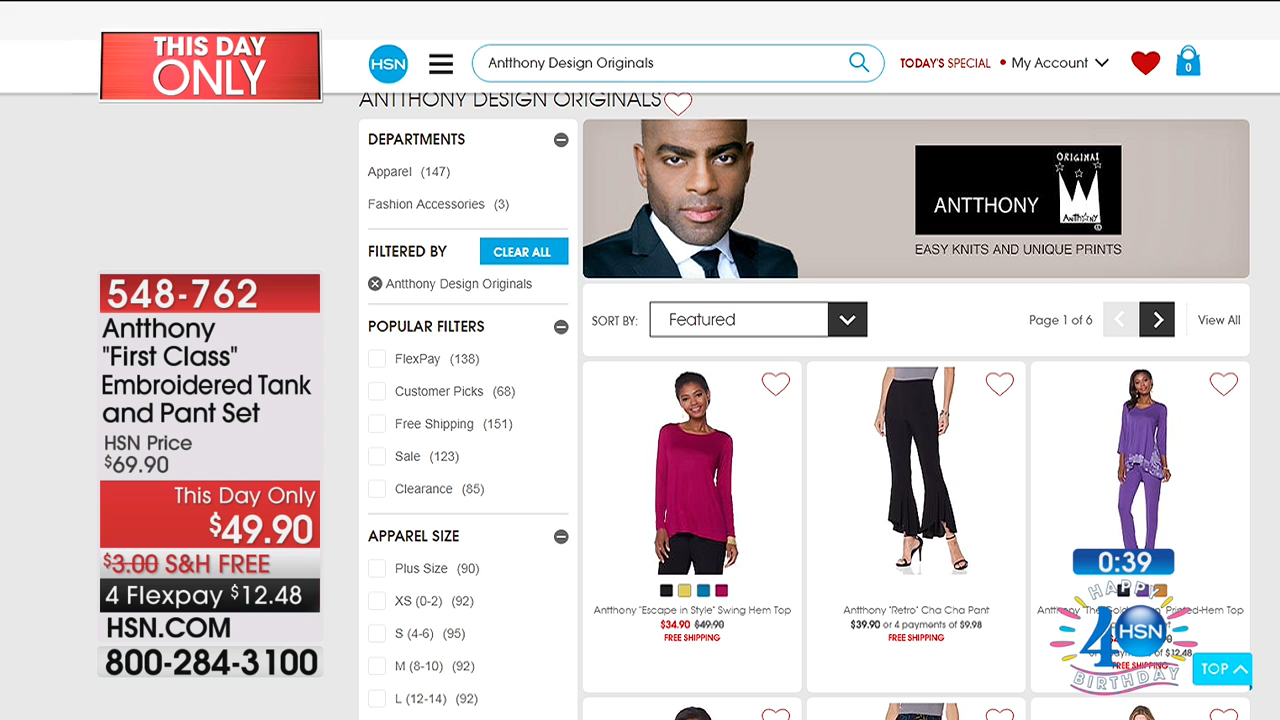 THIS DAY
ONLY
HSN
Antthony Design Originals
TODAY'S SPECIAL
My Account
0
ANTTHONY DESIGN ORIGINALS
DEPARTMENTS
Apparel (147)
Fashion Accessories (3)
FILTERED BY
CLEAR ALL
Antthony Design Originals
POPULAR FILTERS
FlexPay (138)
Customer Picks (68)
Free Shipping (151)
Sale (123)
Clearance (85)
APPAREL SIZE
Plus Size (90)
XS (0-2) (92)
S (4-6) (95)
M (8-10) (92)
L (12-14) (92)
ORIGINAL
ANTTHONY
EASY KNITS AND UNIQUE PRINTS
SORT BY:
Featured
Page 1 of 6
View All
Antthony "Escape in Style" Swing Hem Top
$34.90 $49.90
FREE SHIPPING
Antthony "Retro" Cha Cha Pant
$39.90 or 4 payments of $9.98
FREE SHIPPING
Antthony "The Printed-Hem Top
of $12.48
FREE SHIPPING
0:39
HAPPY
40
HSN
BIRTHDAY
TOP
548-762
Antthony
"First Class"
Embroidered Tank
and Pant Set
HSN Price
$69.90
This Day Only
$49.90
$3.00 S&H FREE
4 Flexpay $12.48
HSN.COM
800-284-3100